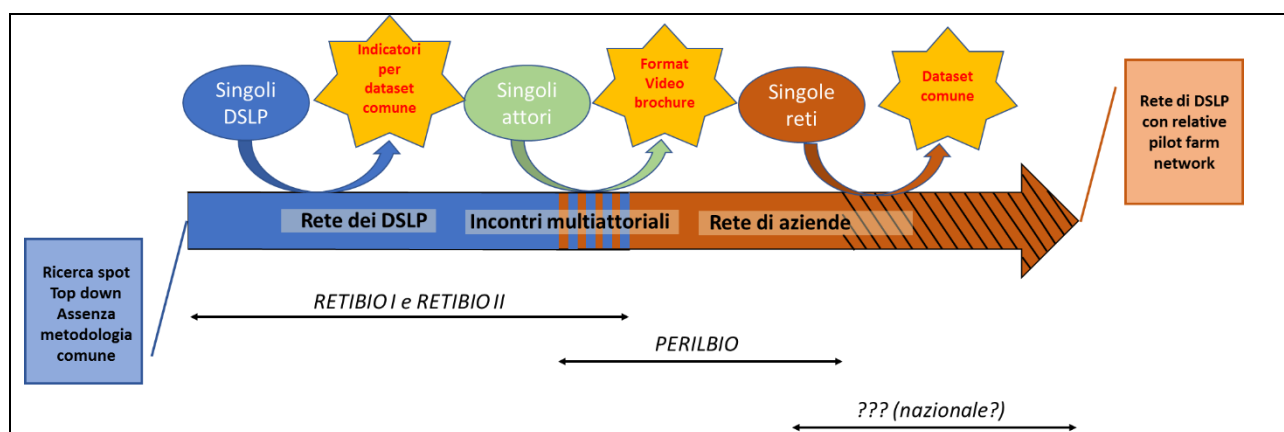 Singoli
DSLP
Indicatori
per
dataset
comune
Singoli
attori
Format
Video
brochure
Singole
reti
Dataset
comune
Rete di DSLP
con relative
pilot farm
network
Rete dei DSLP
Incontri multiattoriali
Rete di aziende
Ricerca spot
Top down
Assenza
metodologia
comune
RETIBIO I e RETIBIO II
PERILBIO
??? (nazionale?)